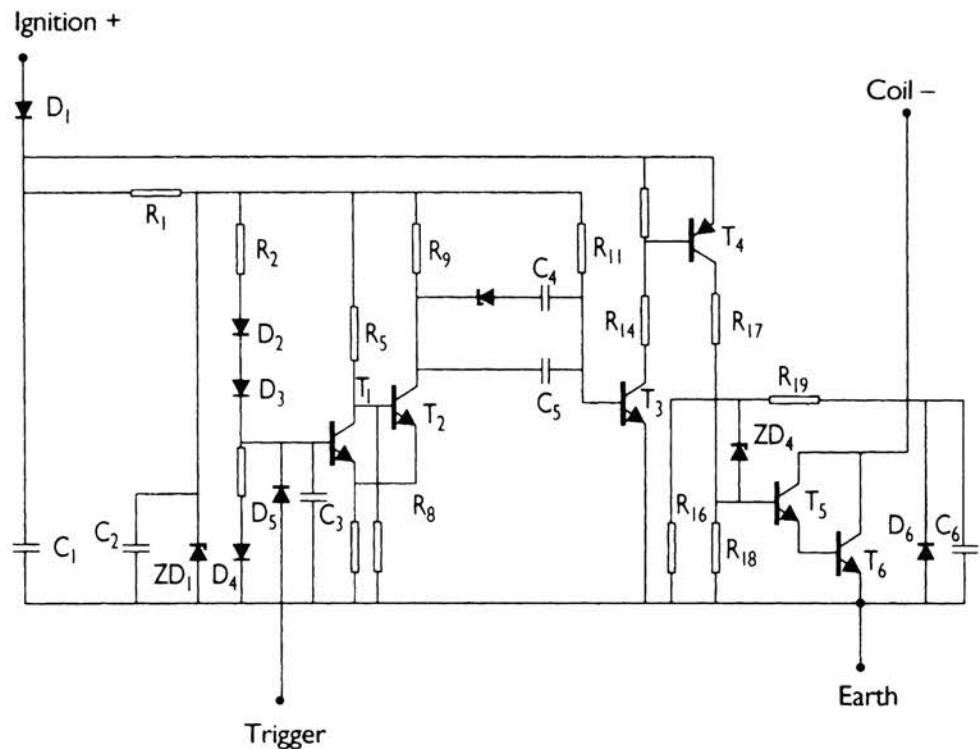 Ignition +
D1
Coil –
R1
R2
R9
R11
T4
C4
D2
R5
R14
R17
D3
T1
T2
C5
T3
R19
ZD4
D5
C3
R8
R16
T5
C1
C2
ZD1
D4
R18
T6
D6
C6
Trigger
Earth